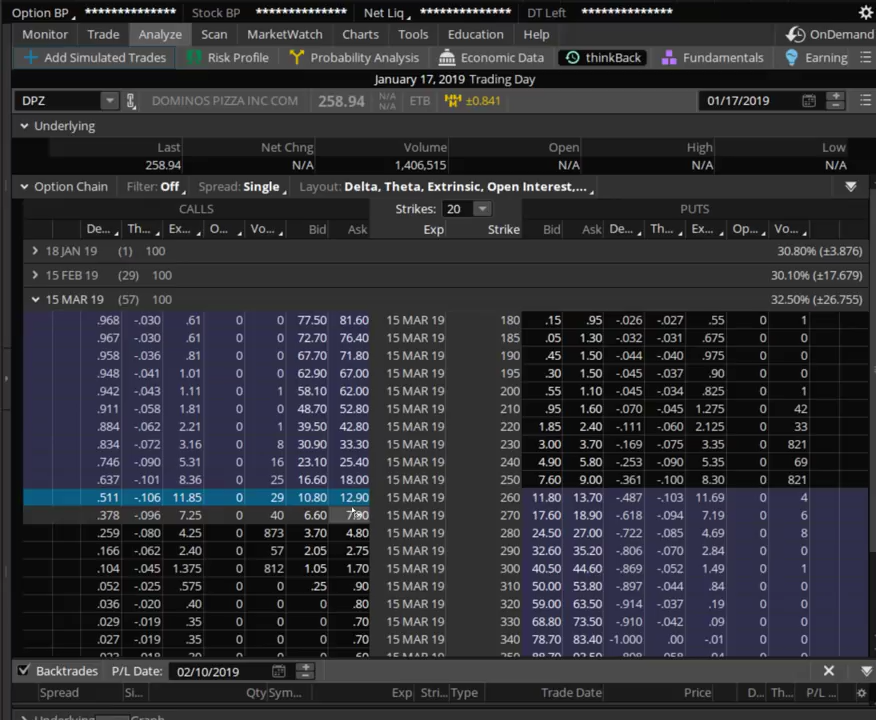 Option BP ************** Stock BP ************** Net Liq ************** DT Left **************
Monitor Trade Analyze Scan MarketWatch Charts Tools Education Help OnDemand
Add Simulated Trades Risk Profile Probability Analysis Economic Data thinkBack Fundamentals Earning
January 17, 2019 Trading Day
DPZ DOMINOS PIZZA INC COM 258.94 N/A N/A ETB ±0.841 01/17/2019
Underlying
Last Net Chng Volume Open High Low
258.94 N/A 1,406,515 N/A N/A N/A
Option Chain Filter: Off Spread: Single Layout: Delta, Theta, Extrinsic, Open Interest,...
CALLS Strikes: 20 PUTS
De... Th... Ex... O... Vo... Bid Ask Exp Strike Bid Ask De... Th... Ex... Op... Vo...
18 JAN 19 (1) 100 30.80% (±3.876)
15 FEB 19 (29) 100 30.10% (±17.679)
15 MAR 19 (57) 100 32.50% (±26.755)
.968 -.030 .61 0 0 77.50 81.60 15 MAR 19 180 .15 .95 -.026 -.027 .55 0 1
.967 -.030 .61 0 0 72.70 76.40 15 MAR 19 185 .05 1.30 -.032 -.031 .675 0 0
.958 -.036 .81 0 0 67.70 71.80 15 MAR 19 190 .45 1.50 -.044 -.040 .975 0 0
.948 -.041 1.01 0 0 62.90 67.00 15 MAR 19 195 .30 1.50 -.045 -.037 .90 0 0
.942 -.043 1.11 0 1 58.10 62.00 15 MAR 19 200 .55 1.10 -.045 -.034 .825 0 1
.911 -.058 1.81 0 0 48.70 52.80 15 MAR 19 210 .95 1.60 -.070 -.045 1.275 0 42
.884 -.062 2.21 0 1 39.50 42.80 15 MAR 19 220 1.85 2.40 -.111 -.060 2.125 0 33
.834 -.072 3.16 0 8 30.90 33.30 15 MAR 19 230 3.00 3.70 -.169 -.075 3.35 0 821
.746 -.090 5.31 0 16 23.10 25.40 15 MAR 19 240 4.90 5.80 -.253 -.090 5.35 0 69
.637 -.101 8.36 0 25 16.60 18.00 15 MAR 19 250 7.60 9.00 -.361 -.100 8.30 0 821
.511 -.106 11.85 0 29 10.80 12.90 15 MAR 19 260 11.80 13.70 -.487 -.103 11.69 0 4
.378 -.096 7.25 0 40 6.60 15 MAR 19 270 17.60 18.90 -.618 -.094 7.19 0 6
.259 -.080 4.25 0 873 3.70 4.80 15 MAR 19 280 24.50 27.00 -.722 -.085 4.69 0 8
.166 -.062 2.40 0 57 2.05 2.75 15 MAR 19 290 32.60 35.20 -.806 -.070 2.84 0 0
.104 -.045 1.375 0 812 1.05 1.70 15 MAR 19 300 40.50 44.60 -.869 -.052 1.49 0 1
.052 -.025 .575 0 0 .25 .90 15 MAR 19 310 50.00 53.80 -.897 -.044 .84 0 0
.036 -.020 .40 0 0 0 .80 15 MAR 19 320 59.00 63.50 -.914 -.037 .19 0 0
.029 -.019 .35 0 0 0 .70 15 MAR 19 330 68.80 73.50 -.910 -.042 .09 0 0
.027 -.019 .35 0 0 0 .70 15 MAR 19 340 78.70 83.40 -1.000 .00 -.01 0 0
Backtrades P/L Date: 02/10/2019
Spread Si... Qty Sym... Exp Stri... Type Trade Date Price D... Th... P/L ...